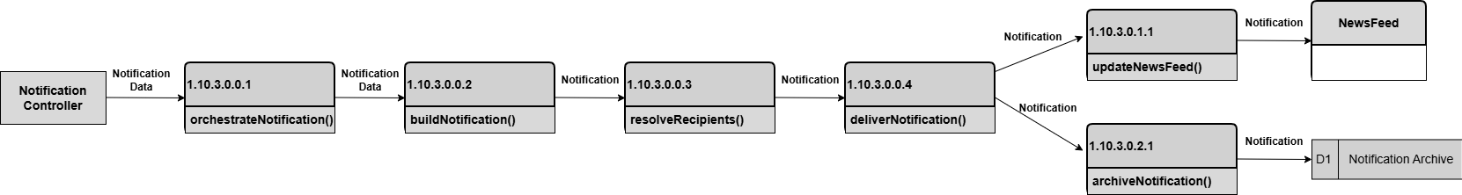 Notification
Controller
Notification
Data
1.10.3.0.0.1
orchestrateNotification()
Notification
Data
1.10.3.0.0.2
buildNotification()
Notification
1.10.3.0.0.3
resolveRecipients()
Notification
1.10.3.0.0.4
deliverNotification()
Notification
1.10.3.0.1.1
updateNewsFeed()
Notification
NewsFeed
Notification
1.10.3.0.2.1
archiveNotification()
Notification
D1
Notification Archive